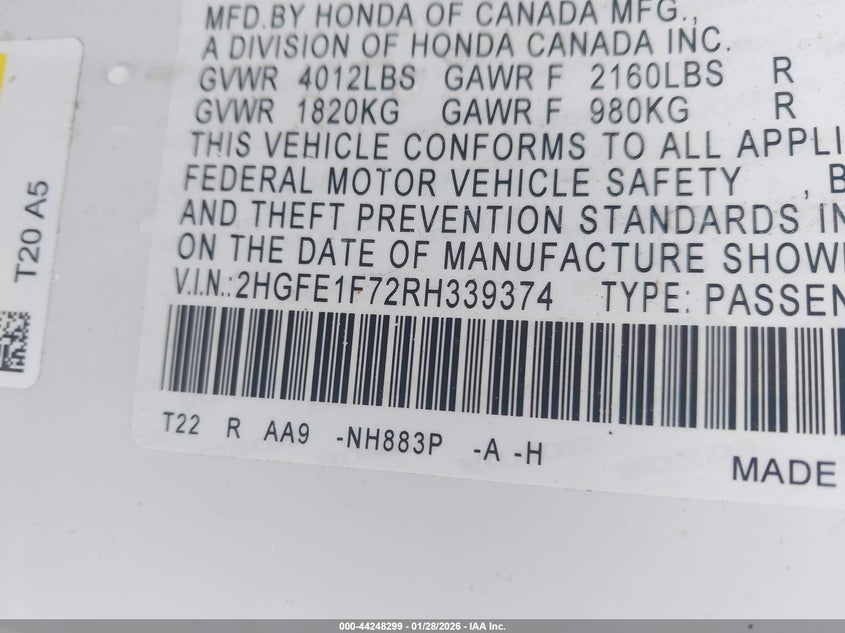 MFD.BY HONDA OF CANADA MFG.,
A DIVISION OF HONDA CANADA INC.
GVWR 4012LBS GAWR F 2160LBS R
GVWR 1820KG GAWR F 980KG R
THIS VEHICLE CONFORMS TO ALL APPLI
FEDERAL MOTOR VEHICLE SAFETY , B
AND THEFT PREVENTION STANDARDS IN
ON THE DATE OF MANUFACTURE SHOW
V.I.N.:2HGFE1F72RH339374 TYPE: PASSEN
T22 R AA9 -NH883P -A -H
MADE
T20 A5
000-44248299 | 01/28/2026 - IAA Inc.